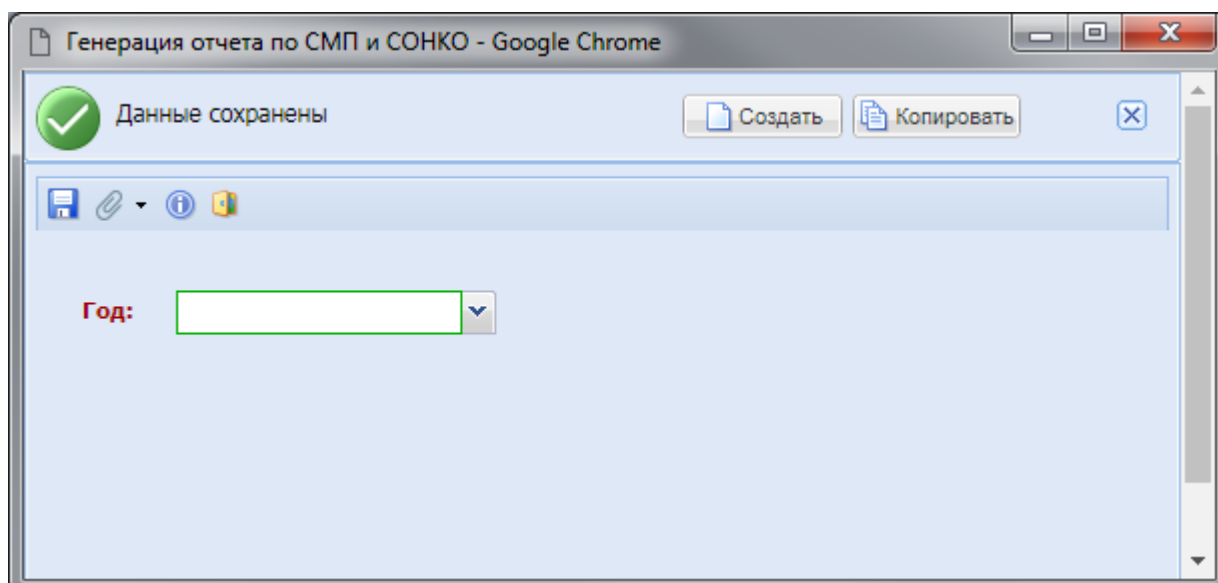 Генерация отчета по СМП и СОНКО - Google Chrome
Данные сохранены Создать Копировать
Год: